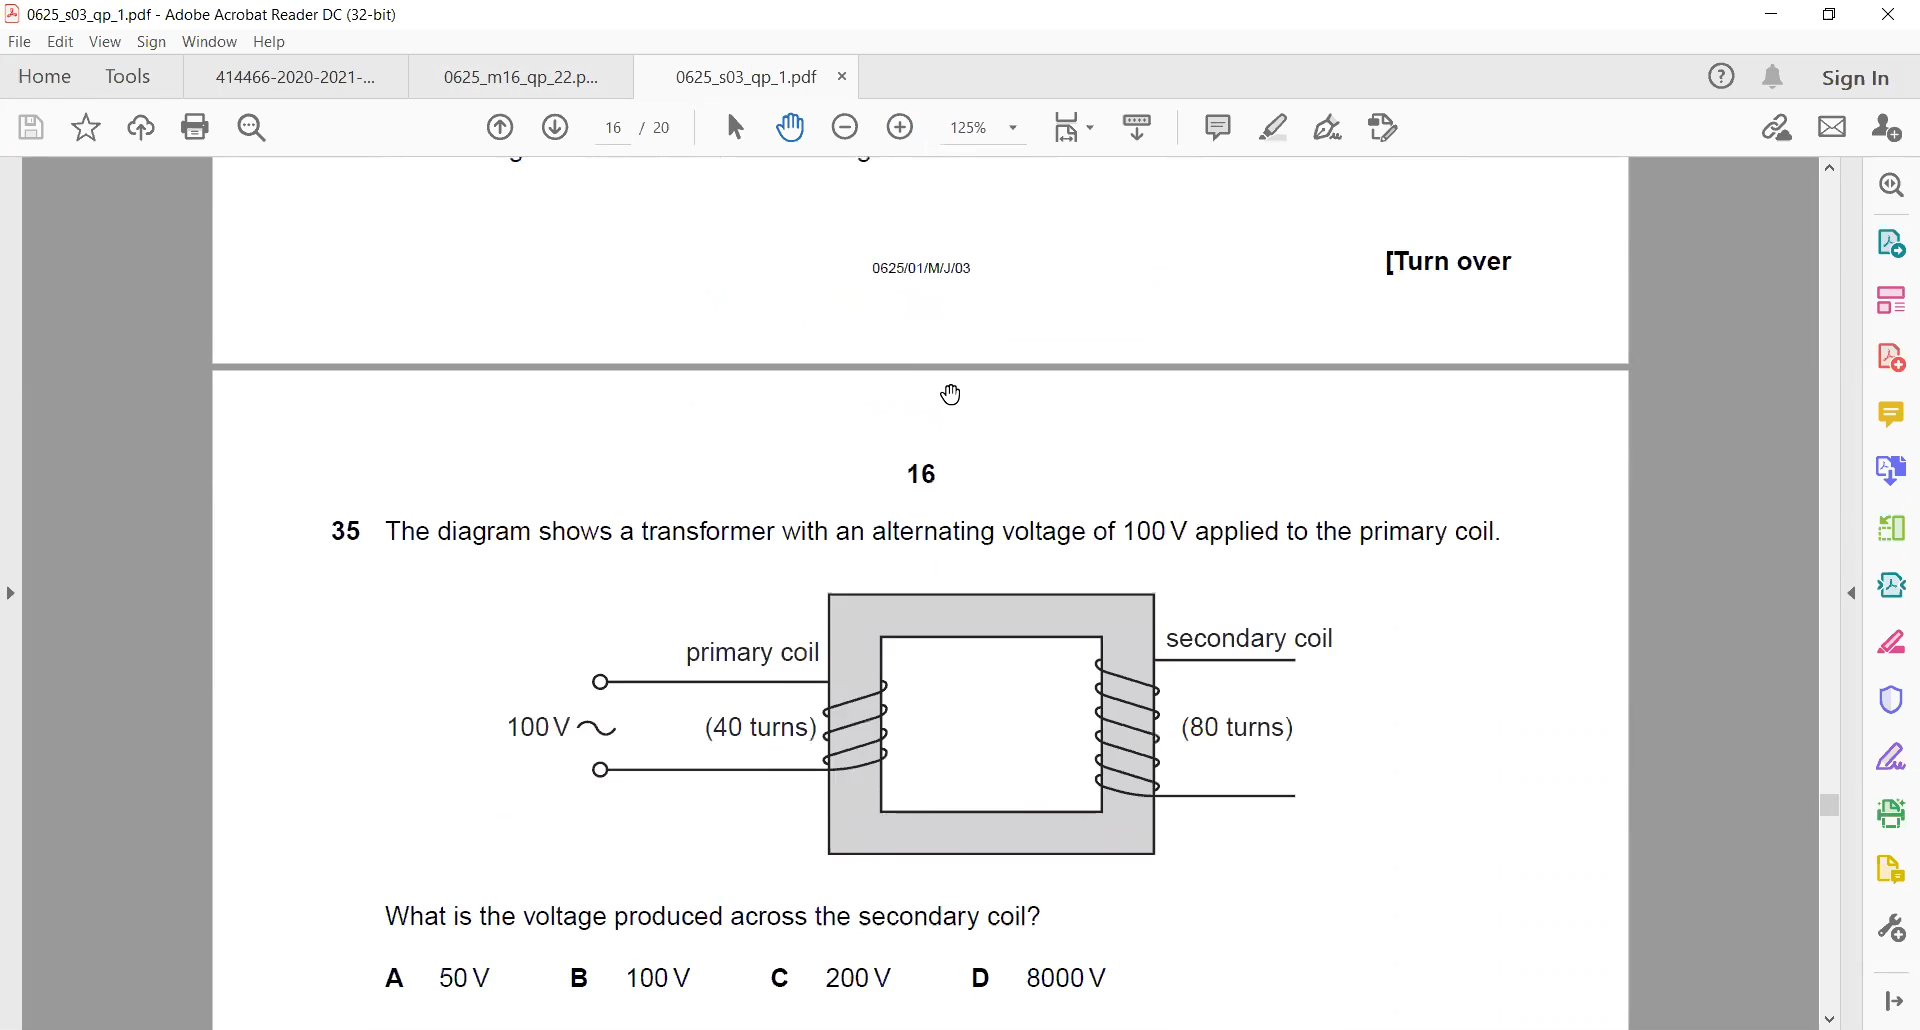 0625_s03_qp_1.pdf - Adobe Acrobat Reader DC (32-bit)
File Edit View Sign Window Help
Home Tools 414466-2020-2021-... 0625_m16_qp_22.p... 0625_s03_qp_1.pdf × Sign In
16 / 20 125%
0625/01/M/J/03
[Turn over
16
35 The diagram shows a transformer with an alternating voltage of 100 V applied to the primary coil.
primary coil
secondary coil
100 V
(40 turns)
(80 turns)
What is the voltage produced across the secondary coil?
A 50 V B 100 V C 200 V D 8000 V